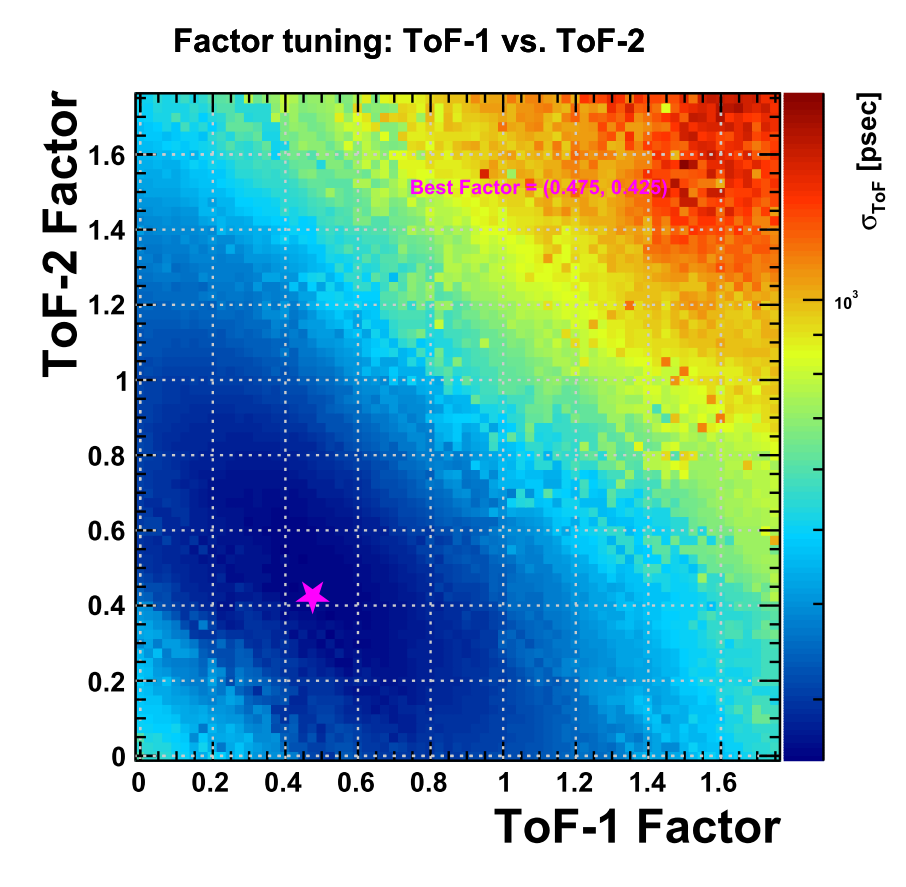 Factor tuning: ToF-1 vs. ToF-2
ToF-2 Factor
1.6
1.4
1.2
1
0.8
0.6
0.4
0.2
0
Best Factor = (0.475, 0.425)
0 0.2 0.4 0.6 0.8 1 1.2 1.4 1.6
ToF-1 Factor
10³
σ_ToF [psec]